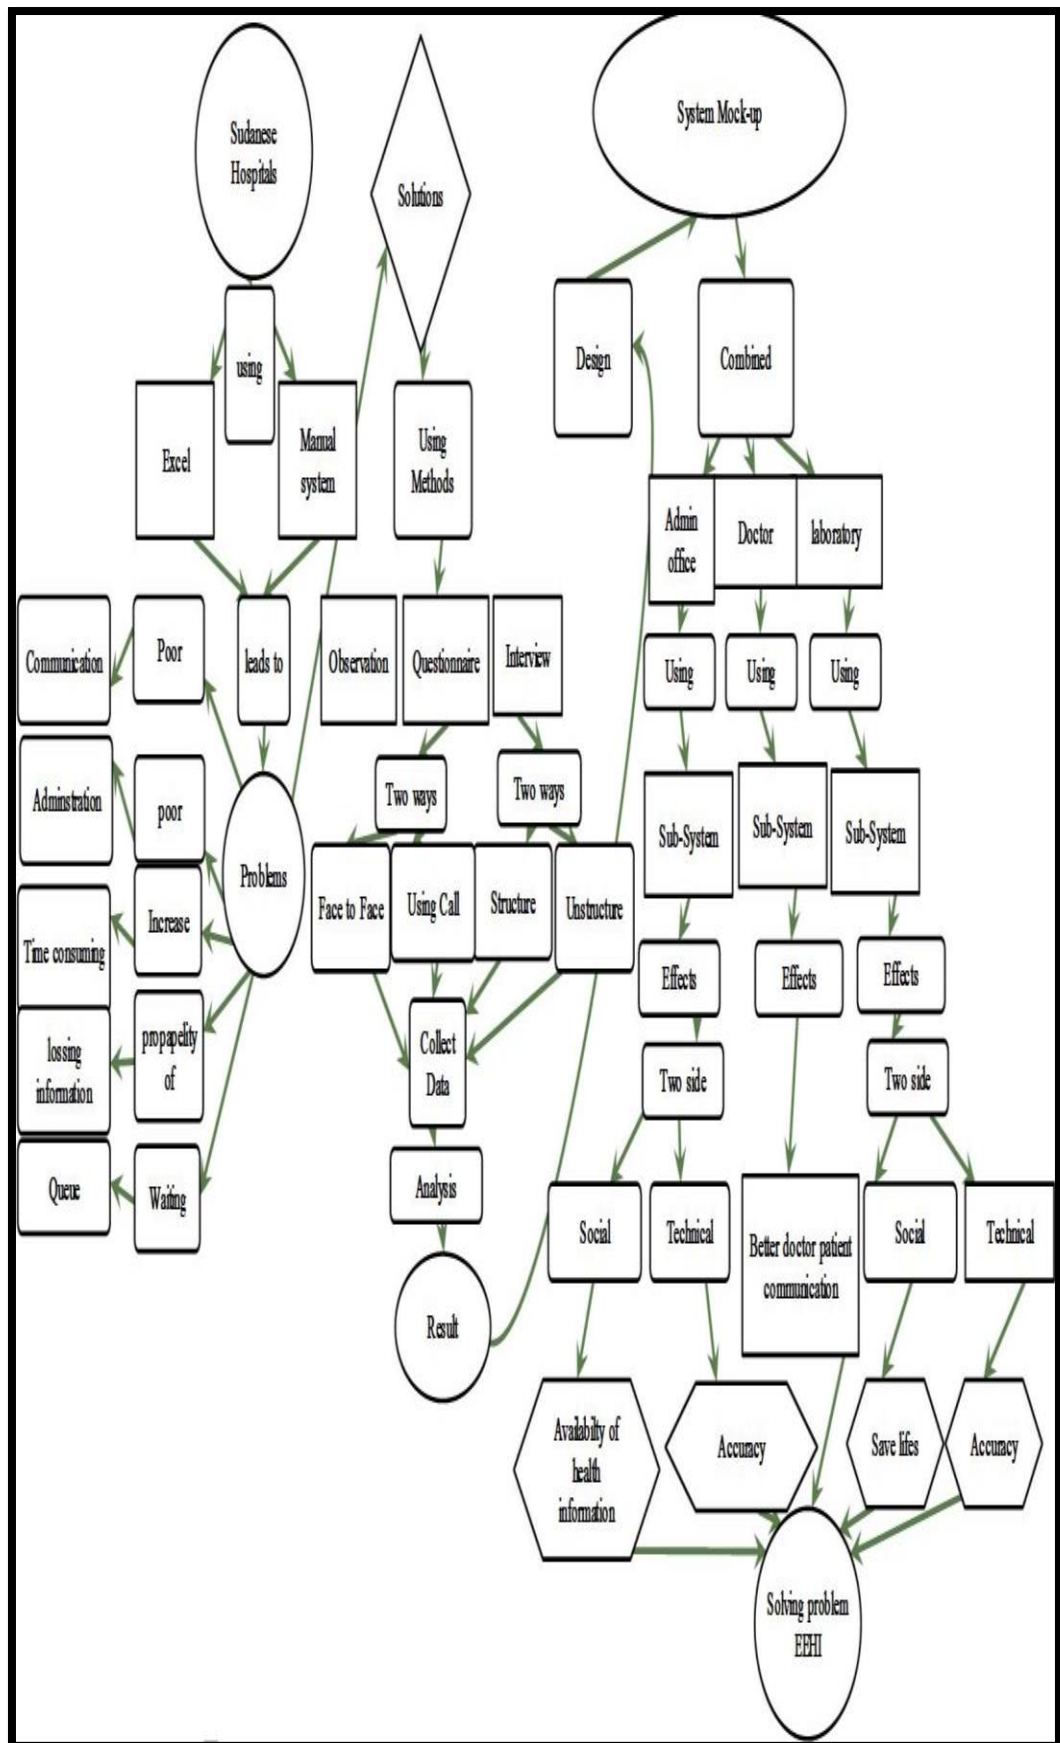 Sudanese
Hospitals
using
Excel
Manual
system
leads to
Problems
Poor
Communication
poor
Adminstration
Increase
Time consuming
propapelity
of
lossing
information
Waiting
Queue
Solutions
Using
Methods
Observation
Questionnaire
Interview
Two ways
Two ways
Face to Face
Using Call
Structure
Unstructure
Collect
Data
Analysis
Result
System Mock-up
Design
Combined
Admin
office
Doctor
laboratory
Using
Using
Using
Sub-System
Sub-System
Sub-System
Effects
Effects
Effects
Two side
Two side
Social
Technical
Better doctor patient
communication
Social
Technical
Availabilty of
health
information
Accuracy
Save lifes
Accuracy
Solving problem
EEHI